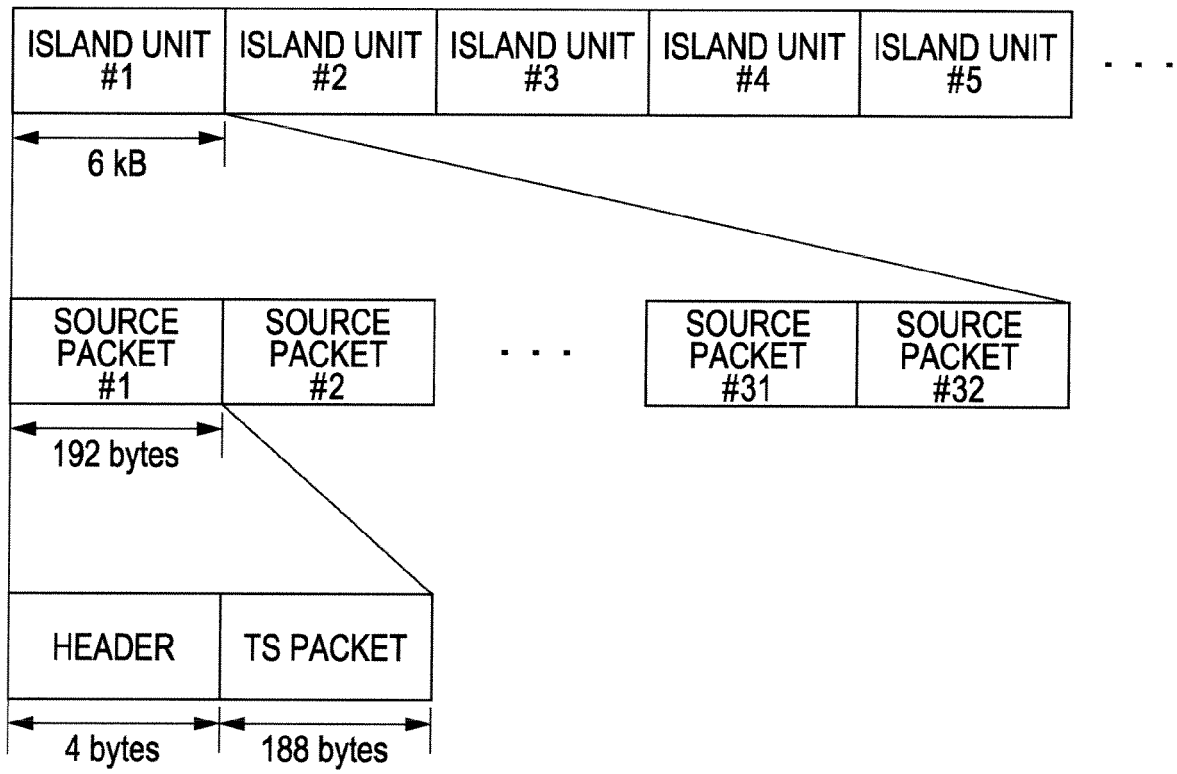 ISLAND UNIT #1
ISLAND UNIT #2
ISLAND UNIT #3
ISLAND UNIT #4
ISLAND UNIT #5
. . .
6 kB
SOURCE PACKET #1
SOURCE PACKET #2
. . .
SOURCE PACKET #31
SOURCE PACKET #32
192 bytes
HEADER
TS PACKET
4 bytes
188 bytes